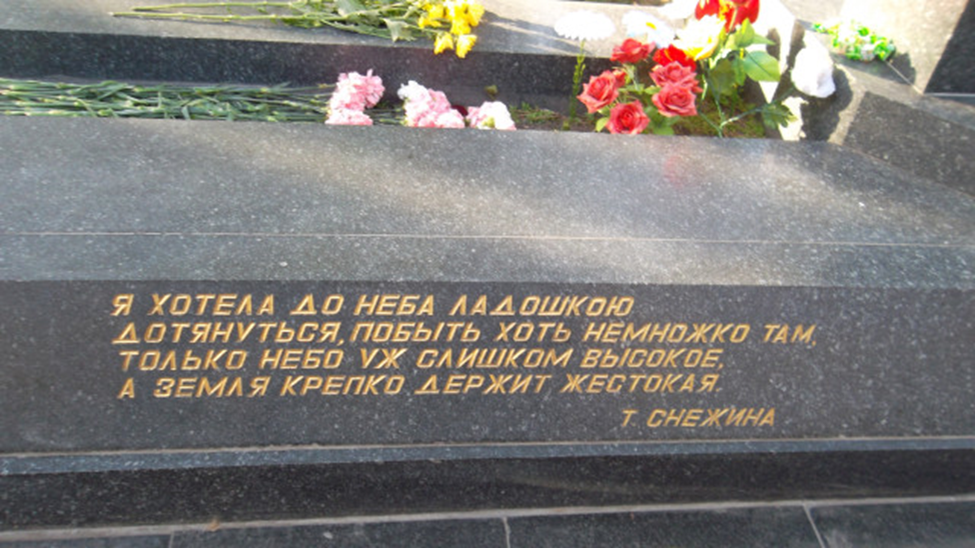 Я ХОТЕЛА ДО НЕБА ЛАДОШКОЮ
ДОТЯНУТЬСЯ, ПОБЫТЬ ХОТЬ НЕМНОЖКО ТАМ,
ТОЛЬКО НЕБО УЖ СЛИШКОМ ВЫСОКОЕ,
А ЗЕМЛЯ КРЕПКО ДЕРЖИТ ЖЕСТОКАЯ.
Т СНЕЖИНА